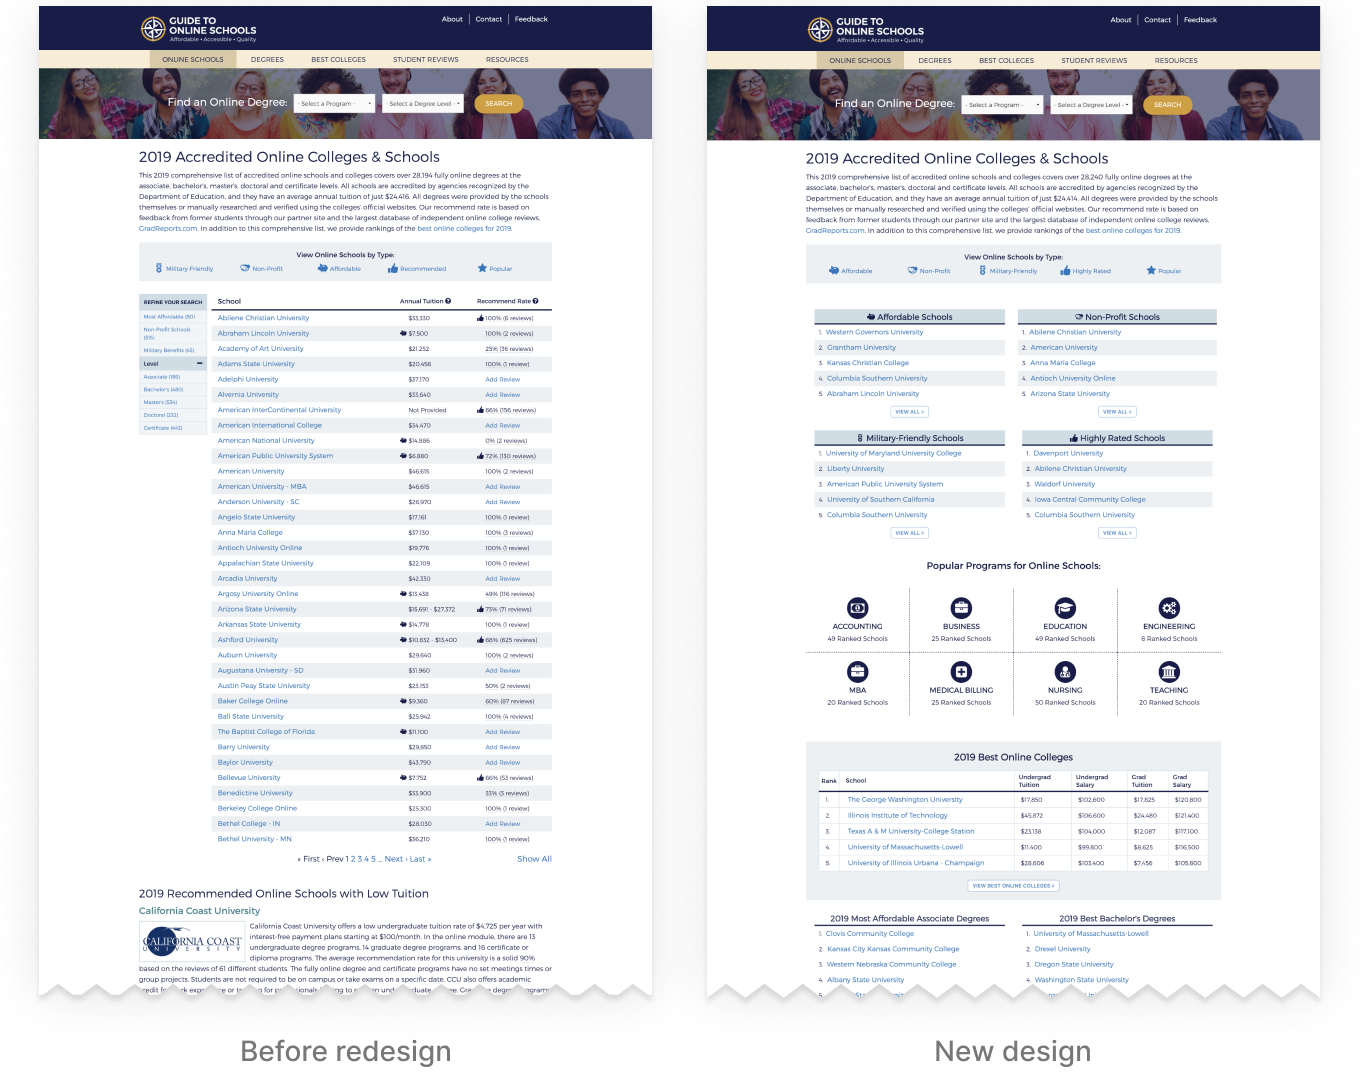 GUIDE TO
ONLINE SCHOOLS
Affordable • Accessible • Quality
About
Contact
Feedback
ONLINE SCHOOLS
DEGREES
BEST COLLEGES
STUDENT REVIEWS
RESOURCES
Find an Online Degree:
- Select a Program -
- Select a Degree Level -
SEARCH
2019 Accredited Online Colleges & Schools
This 2019 comprehensive list of accredited online schools and colleges covers over 28,194 fully online degrees at the
associate, bachelor's, master's, doctoral and certificate levels. All schools are accredited by agencies recognized by the
Department of Education, and they have an average annual tuition of just $24,416. All degrees were provided by the schools
themselves or manually researched and verified using the colleges' official websites. Our recommend rate is based on
feedback from former students through our partner site and the largest database of independent online college reviews,
GradReports.com. In addition to this comprehensive list, we provide rankings of the best online colleges for 2019.
View Online Schools by Type:
Military-Friendly
Non-Profit
Affordable
Recommended
Popular
REFINE YOUR SEARCH
Most Affordable (80)
Non-Profit Schools
(515)
Military Benefits (46)
Level
Associate (186)
Bachelor's (480)
Master's (534)
Doctoral (232)
Certificate (443)
School Annual Tuition Recommend Rate
Abilene Christian University $33,330 100% (6 reviews)
Abraham Lincoln University $7,500 100% (2 reviews)
Academy of Art University $21,252 25% (36 reviews)
Adams State University $20,456 100% (1 review)
Adelphi University $37,170 Add Review
Alvernia University $33,640 Add Review
American InterContinental University Not Provided 66% (156 reviews)
American International College $34,470 Add Review
American National University $14,886 0% (2 reviews)
American Public University System $6,880 72% (130 reviews)
American University $46,615 100% (2 reviews)
American University - MBA $46,615 Add Review
Anderson University - SC $26,970 Add Review
Angelo State University $17,161 100% (1 review)
Anna Maria College $37,130 100% (3 reviews)
Antioch University Online $19,776 100% (1 review)
Appalachian State University $22,109 100% (1 review)
Arcadia University $42,330 Add Review
Argosy University Online $13,438 49% (116 reviews)
Arizona State University $15,691 - $27,372 73% (71 reviews)
Arkansas State University $14,778 100% (1 review)
Ashford University $10,632 - $13,400 68% (625 reviews)
Auburn University $29,640 100% (2 reviews)
Augustana University - SD $31,960 Add Review
Austin Peay State University $23,153 50% (2 reviews)
Baker College Online $9,360 60% (87 reviews)
Ball State University $25,942 100% (4 reviews)
The Baptist College of Florida $11,100 Add Review
Barry University $29,850 Add Review
Baylor University $43,790 Add Review
Bellevue University $7,752 66% (53 reviews)
Benedictine University $33,900 33% (3 reviews)
Berkeley College Online $25,300 100% (1 review)
Bethel College - IN $28,030 Add Review
Bethel University - MN $36,210 100% (1 review)
« First ‹ Prev 1 2 3 4 5 ... Next › Last »
Show All
2019 Recommended Online Schools with Low Tuition
California Coast University
CALIFORNIA COAST
UNIVERSITY
California Coast University offers a low undergraduate tuition rate of $4,725 per year with
interest-free payment plans starting at $100/month. In the online module, there are 13
undergraduate degree programs, 14 graduate degree programs, and 16 certificate or
diploma programs. The average recommendation rate for this university is a solid 90%
based on the reviews of 61 different students. The fully online degree and certificate programs have no set meetings times or
group projects. Students are not required to be on campus or take exams on a specific date. CCU also offers academic
Before redesign
GUIDE TO
ONLINE SCHOOLS
Affordable • Accessible • Quality
About
Contact
Feedback
ONLINE SCHOOLS
DEGREES
BEST COLLEGES
STUDENT REVIEWS
RESOURCES
Find an Online Degree:
- Select a Program -
- Select a Degree Level -
SEARCH
2019 Accredited Online Colleges & Schools
This 2019 comprehensive list of accredited online schools and colleges covers over 28,240 fully online degrees at the
associate, bachelor's, master's, doctoral and certificate levels. All schools are accredited by agencies recognized by the
Department of Education, and they have an average annual tuition of just $24,414. All degrees were provided by the schools
themselves or manually researched and verified using the colleges' official websites. Our recommend rate is based on
feedback from former students through our partner site and the largest database of independent online college reviews,
GradReports.com. In addition to this comprehensive list, we provide rankings of the best online colleges for 2019.
View Online Schools by Type:
Affordable
Non-Profit
Military-Friendly
Highly Rated
Popular
Affordable Schools
1. Western Governors University
2. Grantham University
3. Kansas Christian College
4. Columbia Southern University
5. Abraham Lincoln University
VIEW ALL »
Non-Profit Schools
1. Abilene Christian University
2. American University
3. Anna Maria College
4. Antioch University Online
5. Arizona State University
VIEW ALL »
Military-Friendly Schools
1. University of Maryland University College
2. Liberty University
3. American Public University System
4. University of Southern California
5. Columbia Southern University
VIEW ALL »
Highly Rated Schools
1. Davenport University
2. Abilene Christian University
3. Waldorf University
4. Iowa Central Community College
5. Columbia Southern University
VIEW ALL »
Popular Programs for Online Schools:
ACCOUNTING
49 Ranked Schools
BUSINESS
25 Ranked Schools
EDUCATION
49 Ranked Schools
ENGINEERING
8 Ranked Schools
MBA
20 Ranked Schools
MEDICAL BILLING
25 Ranked Schools
NURSING
50 Ranked Schools
TEACHING
20 Ranked Schools
2019 Best Online Colleges
Rank School Undergrad Tuition Undergrad Salary Grad Tuition Grad Salary
1. The George Washington University $17,850 $102,600 $17,825 $120,800
2. Illinois Institute of Technology $45,872 $106,600 $24,480 $121,400
3. Texas A & M University-College Station $23,138 $104,000 $12,087 $117,100
4. University of Massachusetts-Lowell $11,400 $99,800 $8,625 $116,500
5. University of Illinois Urbana - Champaign $28,606 $103,400 $7,456 $105,800
VIEW BEST ONLINE COLLEGES »
2019 Most Affordable Associate Degrees
1. Clovis Community College
2. Kansas City Kansas Community College
3. Western Nebraska Community College
4. Albany State University
2019 Best Bachelor's Degrees
1. University of Massachusetts-Lowell
2. Drexel University
3. Oregon State University
4. Washington State University
New design